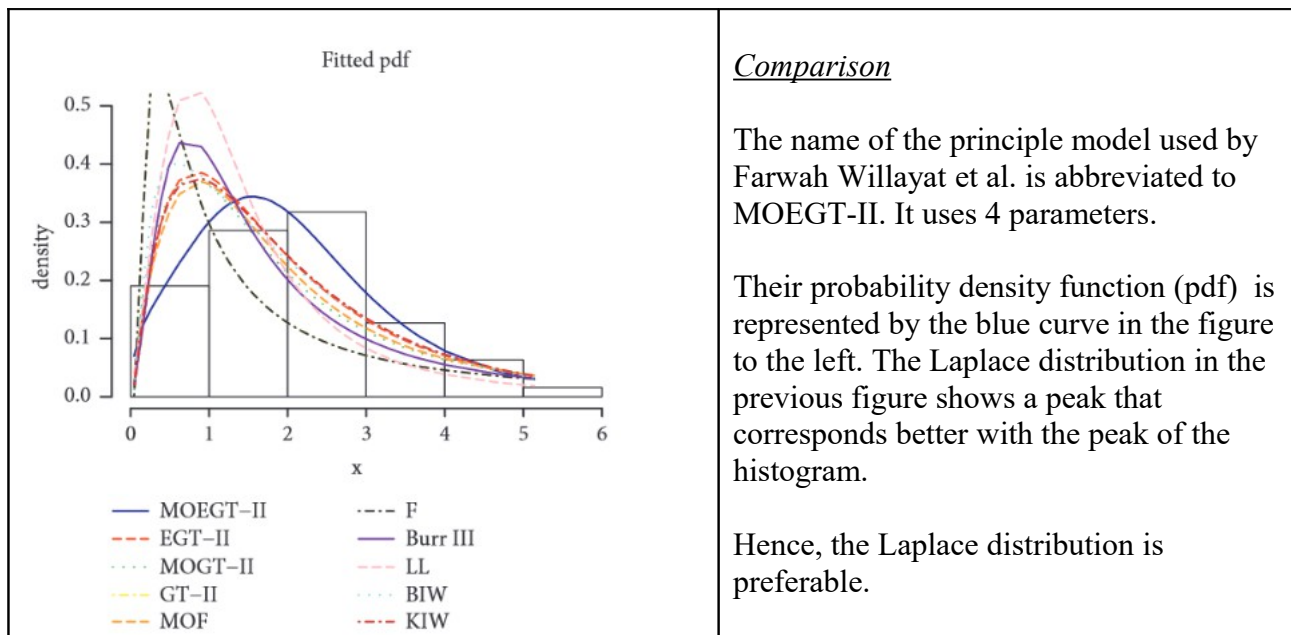 Fitted pdf
0.5
0.4
0.3
0.2
0.1
0.0
density
0 1 2 3 4 5 6
x
MOEGT–II
EGT–II
MOGT–II
GT–II
MOF
F
Burr III
LL
BIW
KIW
Comparison
The name of the principle model used by
Farwah Willayat et al. is abbreviated to
MOEGT-II. It uses 4 parameters.
Their probability density function (pdf)  is
represented by the blue curve in the figure
to the left. The Laplace distribution in the
previous figure shows a peak that
corresponds better with the peak of the
histogram.
Hence, the Laplace distribution is
preferable.